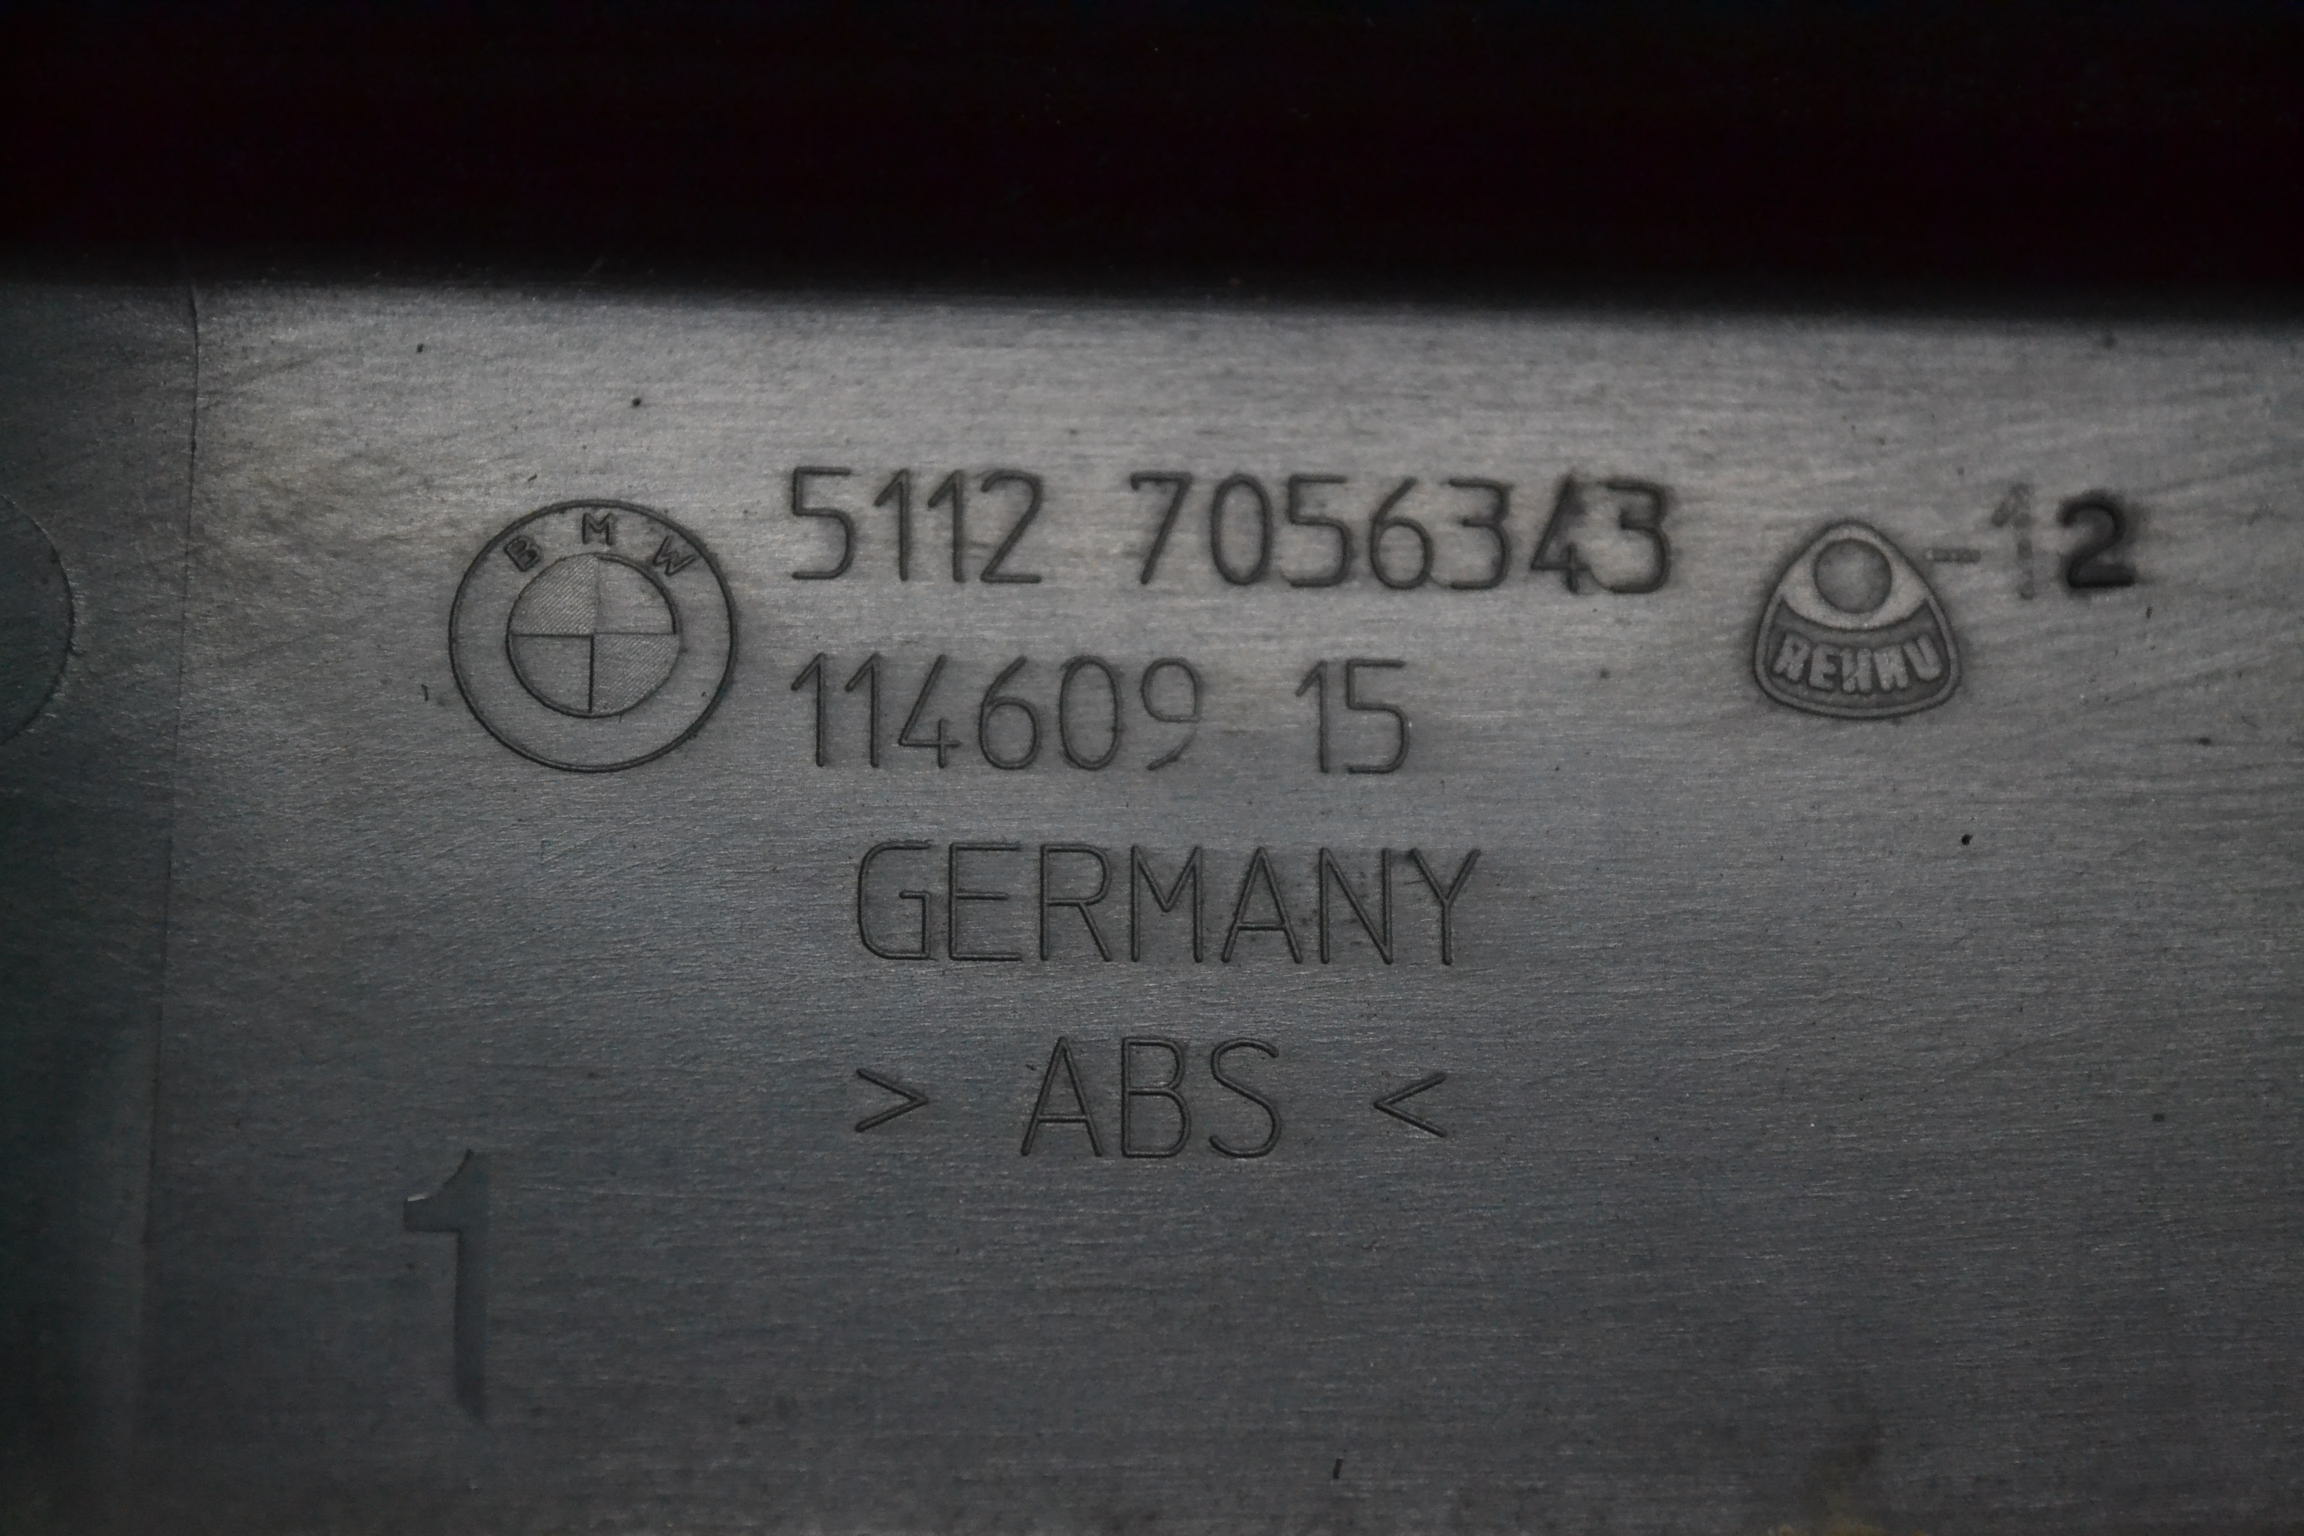 BMW
5112 7056343
REHAU
-12
114609 15
GERMANY
> ABS <
1